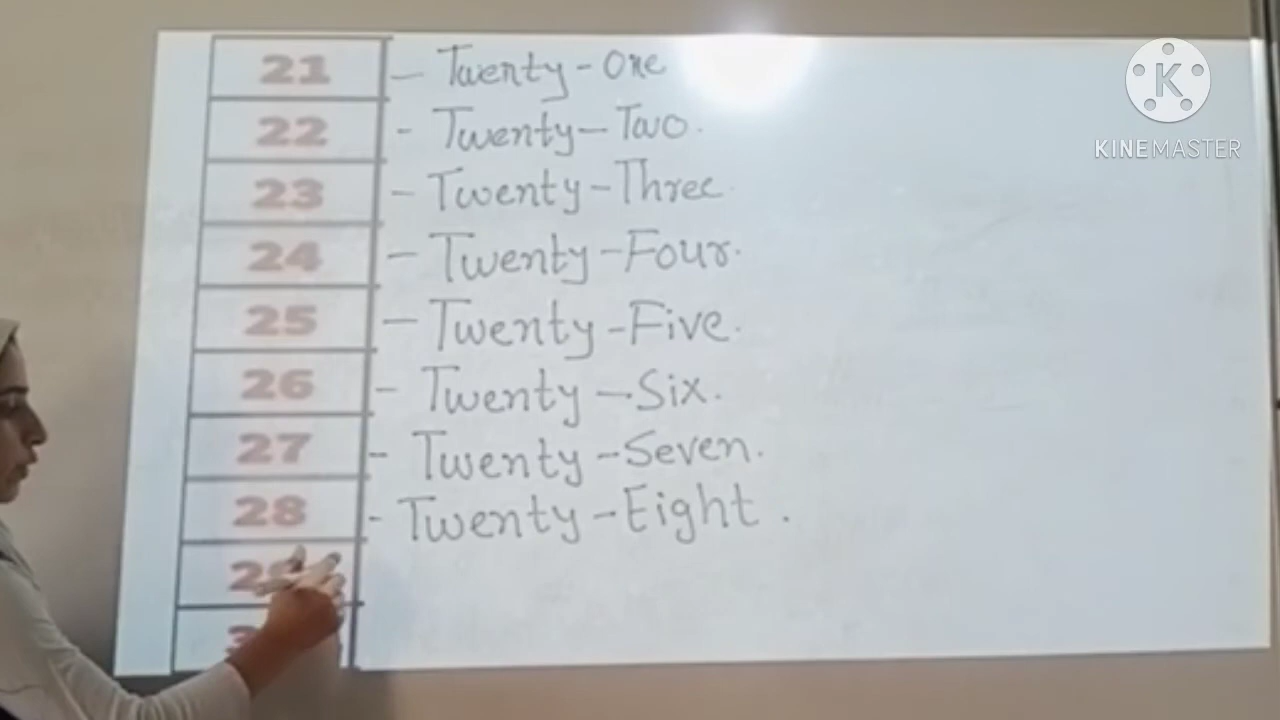 21 – Twenty-One
22 - Twenty-Two.
23 – Twenty-Three.
24 – Twenty-Four.
25 – Twenty-Five.
26 - Twenty-Six.
27 - Twenty-Seven.
28 - Twenty-Eight.
K
KINEMASTER